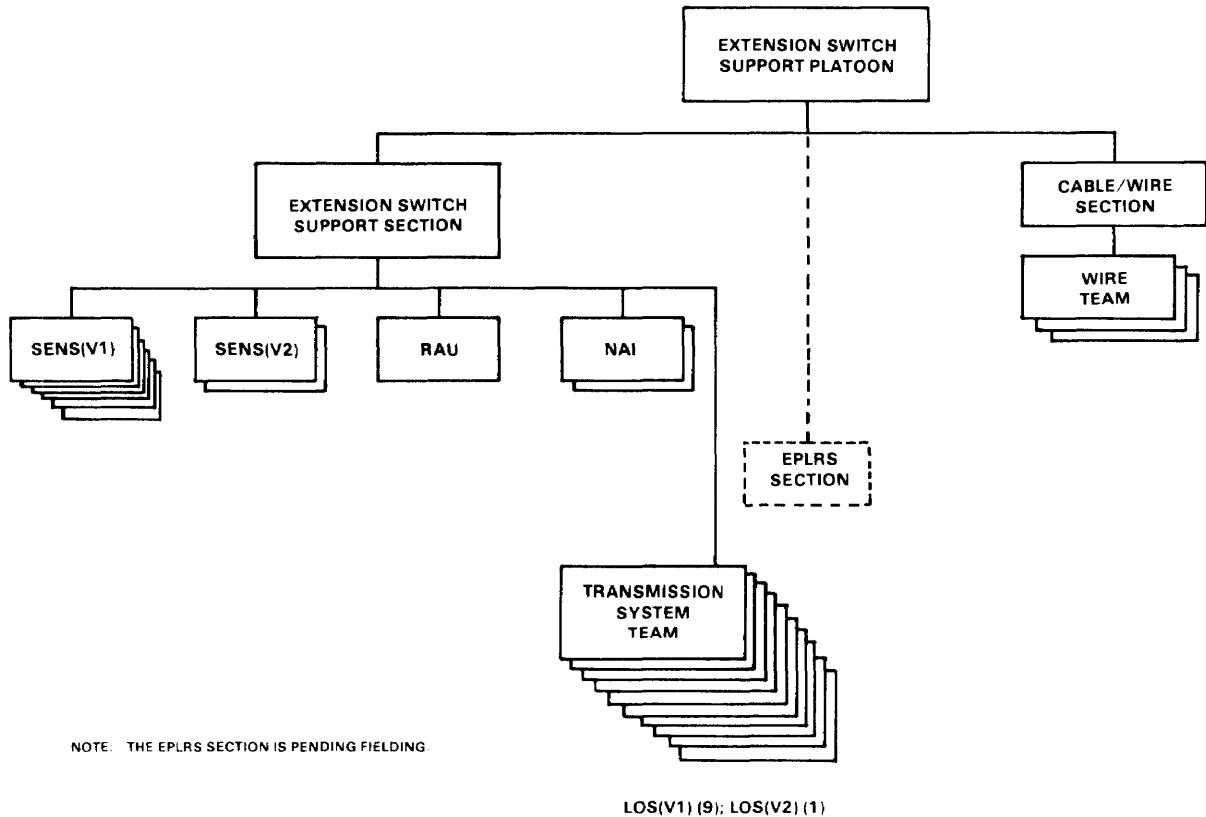 EXTENSION SWITCH
SUPPORT PLATOON
EXTENSION SWITCH
SUPPORT SECTION
CABLE/WIRE
SECTION
WIRE
TEAM
SENS(V1)
SENS(V2)
RAU
NAI
EPLRS
SECTION
TRANSMISSION
SYSTEM
TEAM
NOTE: THE EPLRS SECTION IS PENDING FIELDING.
LOS(V1) (9); LOS(V2) (1)